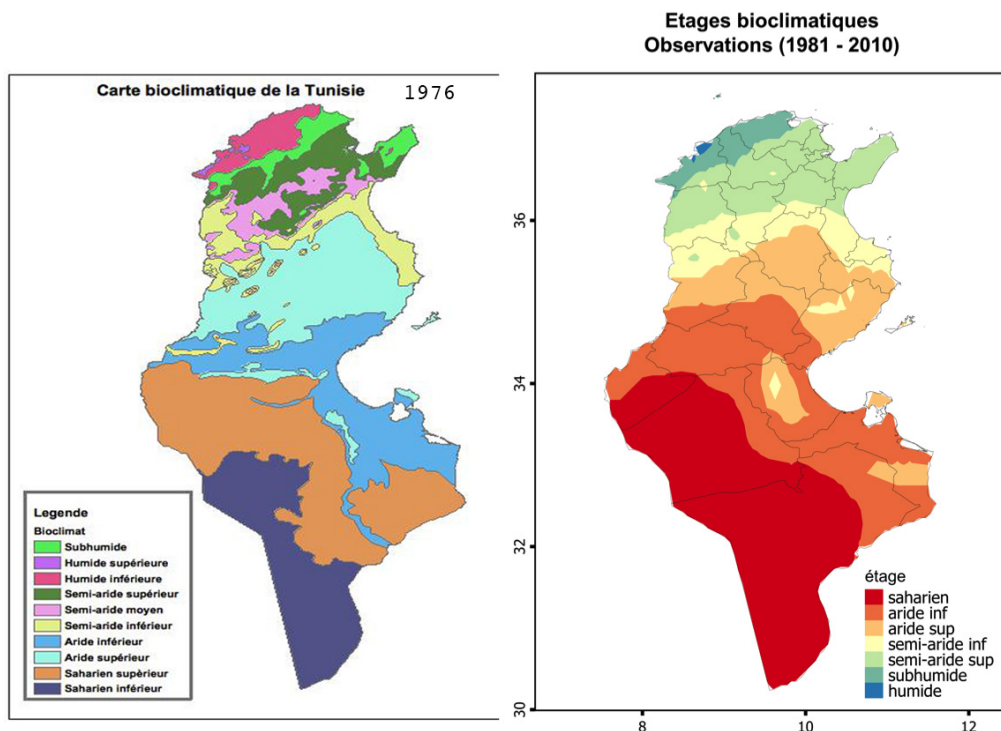 Carte bioclimatique de la Tunisie 1976
Legende
Bioclimat
Subhumide
Humide supérieure
Humide inférieure
Semi-aride supérieur
Semi-aride moyen
Semi-aride inférieur
Aride inférieur
Aride supérieur
Saharien supèrieur
Saharien inférieur
Etages bioclimatiques
Observations (1981 - 2010)
36
34
32
30
8
10
12
étage
saharien
aride inf
aride sup
semi-aride inf
semi-aride sup
subhumide
humide